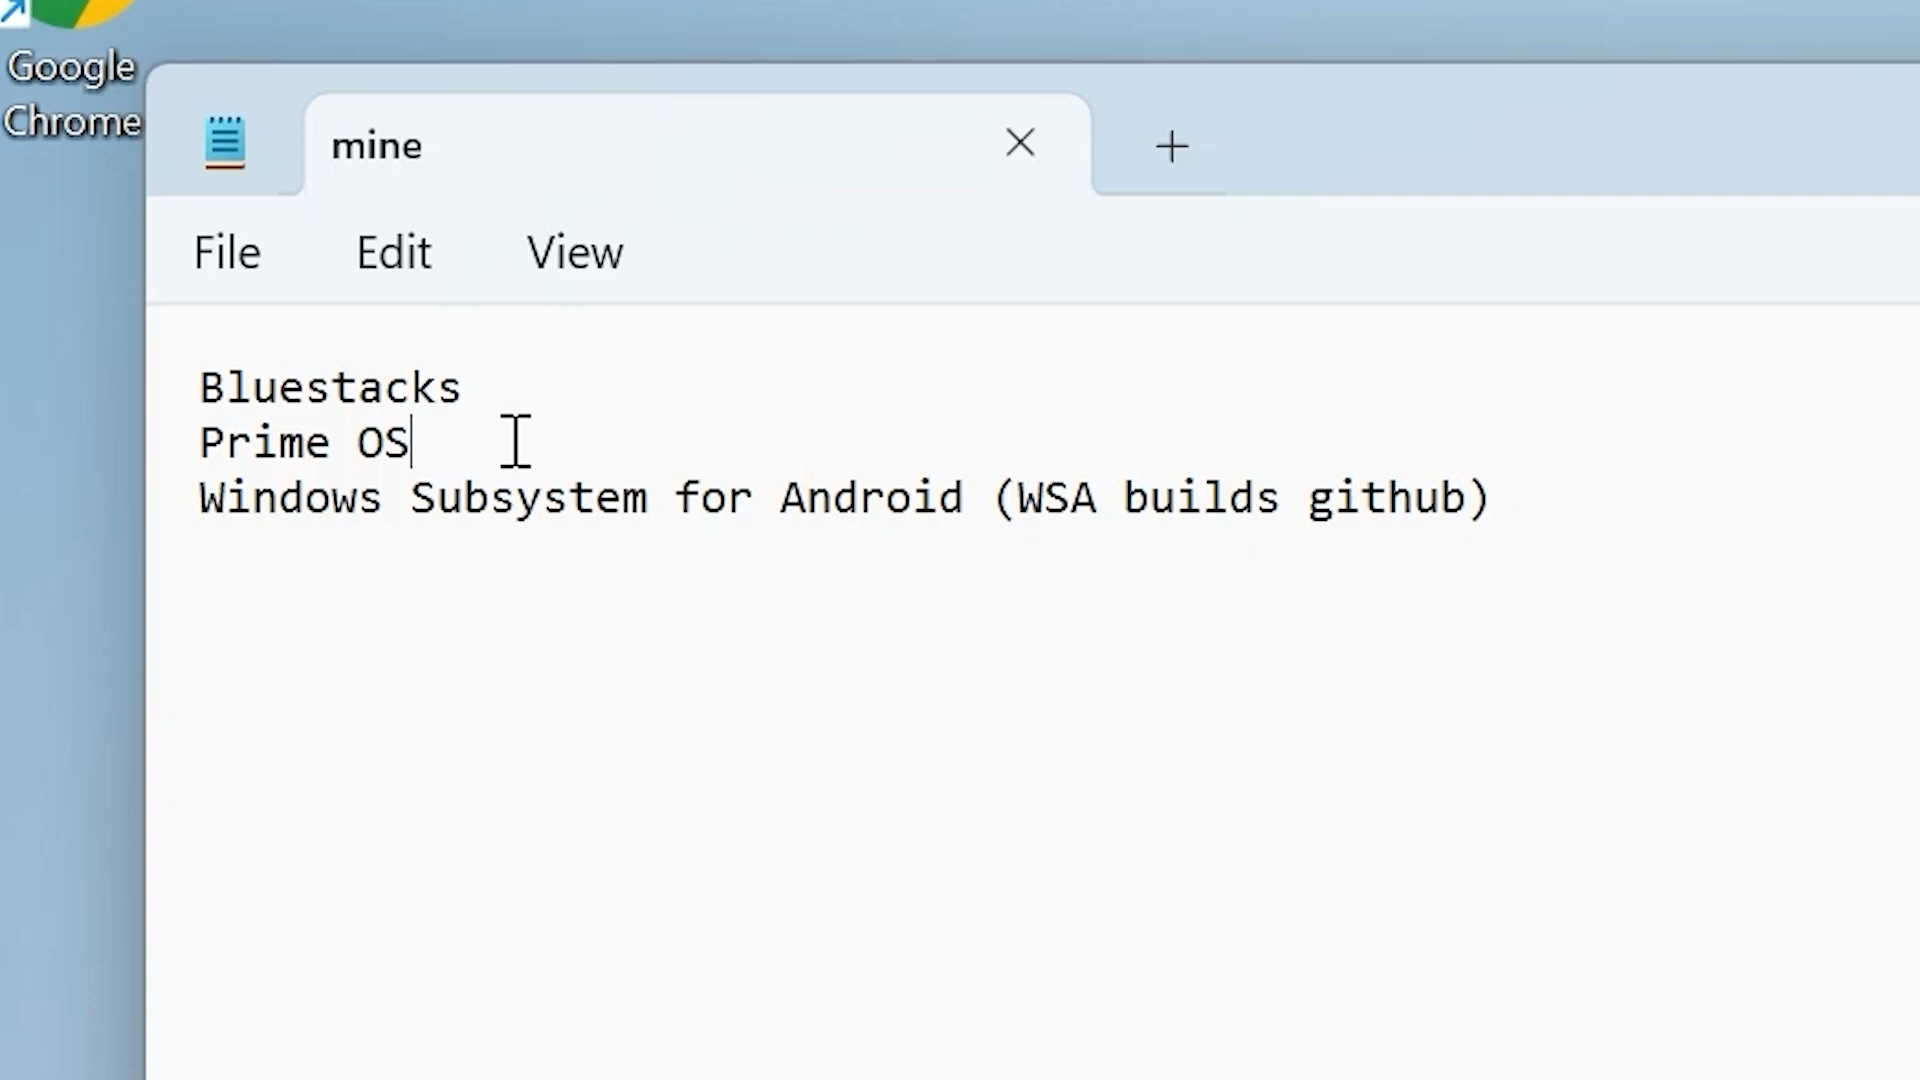 Google
Chrome
mine
File Edit View
Bluestacks
Prime OS
Windows Subsystem for Android (WSA builds github)